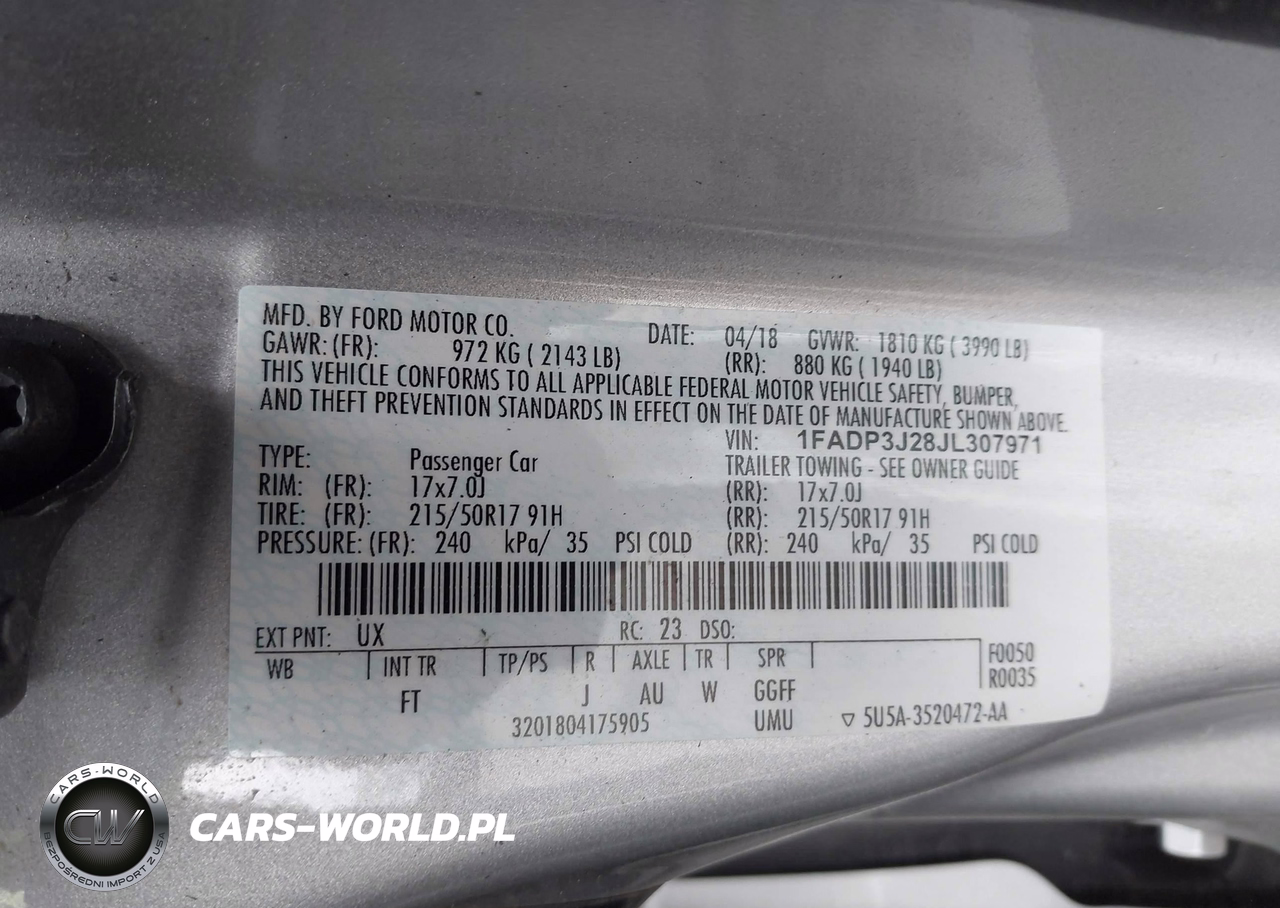 MFD. BY FORD MOTOR CO. DATE: 04/18 GVWR: 1810 KG ( 3990 LB)
GAWR: (FR): 972 KG ( 2143 LB) (RR): 880 KG ( 1940 LB)
THIS VEHICLE CONFORMS TO ALL APPLICABLE FEDERAL MOTOR VEHICLE SAFETY, BUMPER,
AND THEFT PREVENTION STANDARDS IN EFFECT ON THE DATE OF MANUFACTURE SHOWN ABOVE.
VIN: 1FADP3J28JL307971
TYPE: Passenger Car TRAILER TOWING - SEE OWNER GUIDE
RIM: (FR): 17x7.0J (RR): 17x7.0J
TIRE: (FR): 215/50R17 91H (RR): 215/50R17 91H
PRESSURE: (FR): 240 kPa/ 35 PSI COLD (RR): 240 kPa/ 35 PSI COLD
EXT PNT: UX RC: 23 DSO:
WB INT TR TP/PS R AXLE TR SPR F0050
R0035
FT J AU W GGFF
3201804175905 UMU ▽ 5U5A-3520472-AA
CARS-WORLD
CW
BEZPOŚREDNI IMPORT Z USA
CARS-WORLD.PL